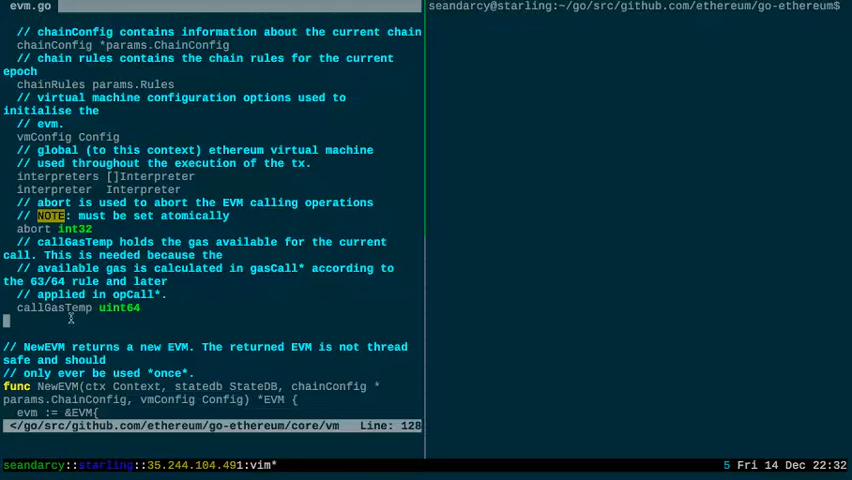 evm.go
// chainConfig contains information about the current chain
chainConfig *params.ChainConfig
// chain rules contains the chain rules for the current
epoch
chainRules params.Rules
// virtual machine configuration options used to
initialise the
// evm.
vmConfig Config
// global (to this context) ethereum virtual machine
// used throughout the execution of the tx.
interpreters []Interpreter
interpreter  Interpreter
// abort is used to abort the EVM calling operations
// NOTE: must be set atomically
abort int32
// callGasTemp holds the gas available for the current
call. This is needed because the
// available gas is calculated in gasCall* according to
the 63/64 rule and later
// applied in opCall*.
callGasTemp uint64
// NewEVM returns a new EVM. The returned EVM is not thread
safe and should
// only ever be used *once*.
func NewEVM(ctx Context, statedb StateDB, chainConfig *
params.ChainConfig, vmConfig Config) *EVM {
evm := &EVM{
</go/src/github.com/ethereum/go-ethereum/core/vm   Line: 128
seandarcy@starling:~/go/src/github.com/ethereum/go-ethereum$
seandarcy::starling::35.244.104.491:vim*
5 Fri 14 Dec 22:32